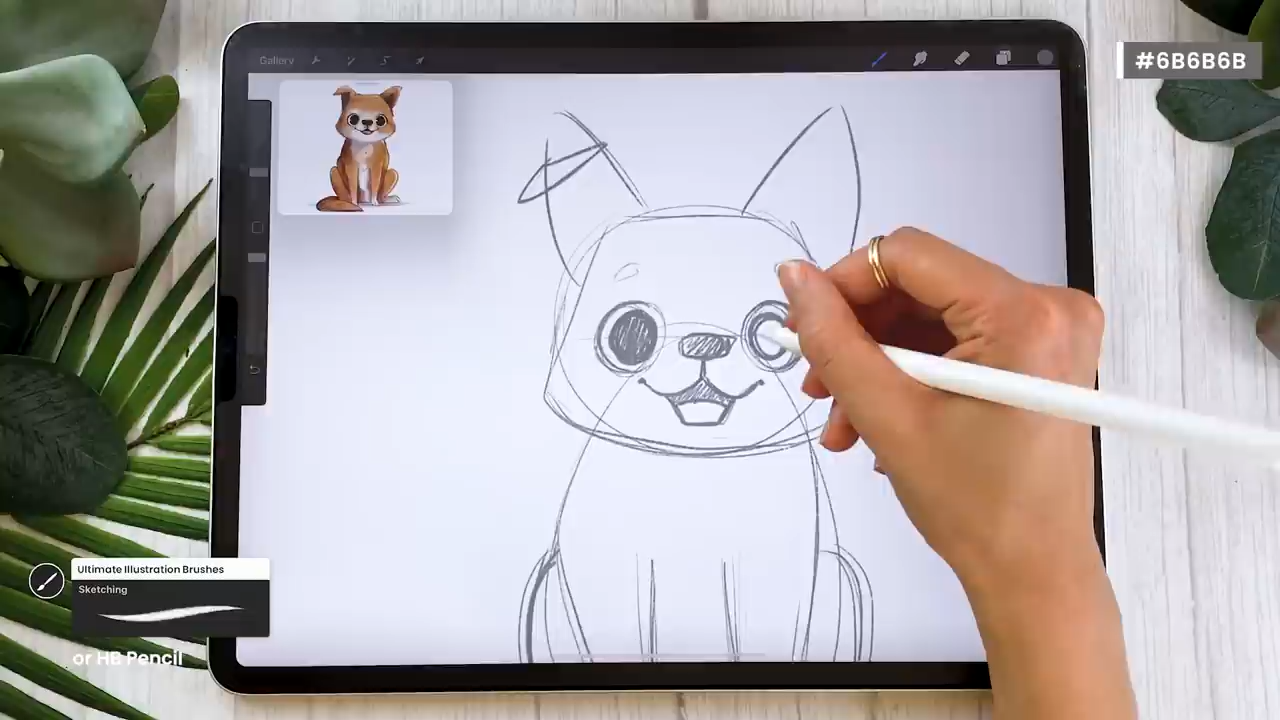 #6B6B6B
Gallery
Ultimate Illustration Brushes
Sketching
or HB Pencil